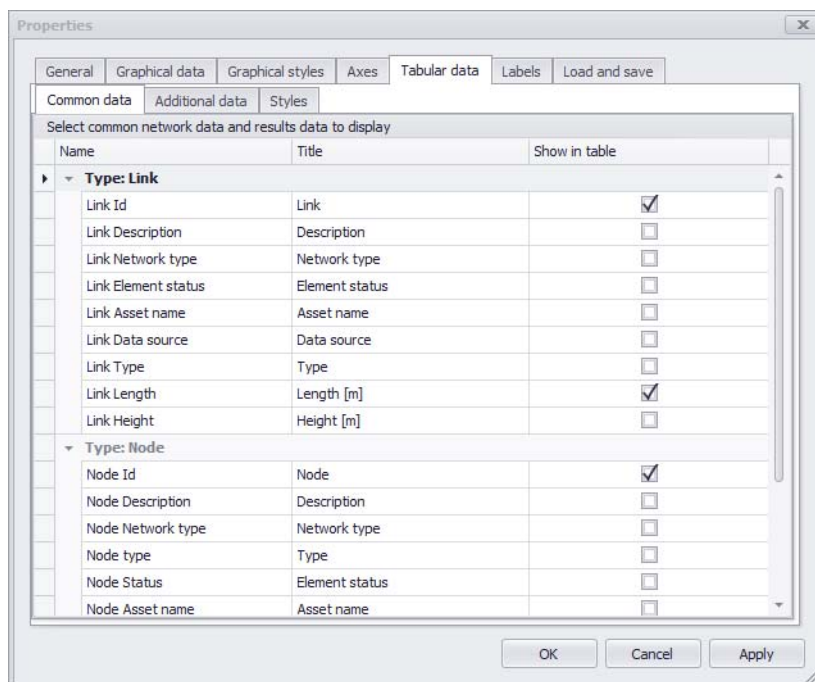 Properties
General Graphical data Graphical styles Axes Tabular data Labels Load and save
Common data Additional data Styles
Select common network data and results data to display
Name Title Show in table
Type: Link
Link Id Link
Link Description Description
Link Network type Network type
Link Element status Element status
Link Asset name Asset name
Link Data source Data source
Link Type Type
Link Length Length [m]
Link Height Height [m]
Type: Node
Node Id Node
Node Description Description
Node Network type Network type
Node type Type
Node Status Element status
Node Asset name Asset name
OK Cancel Apply